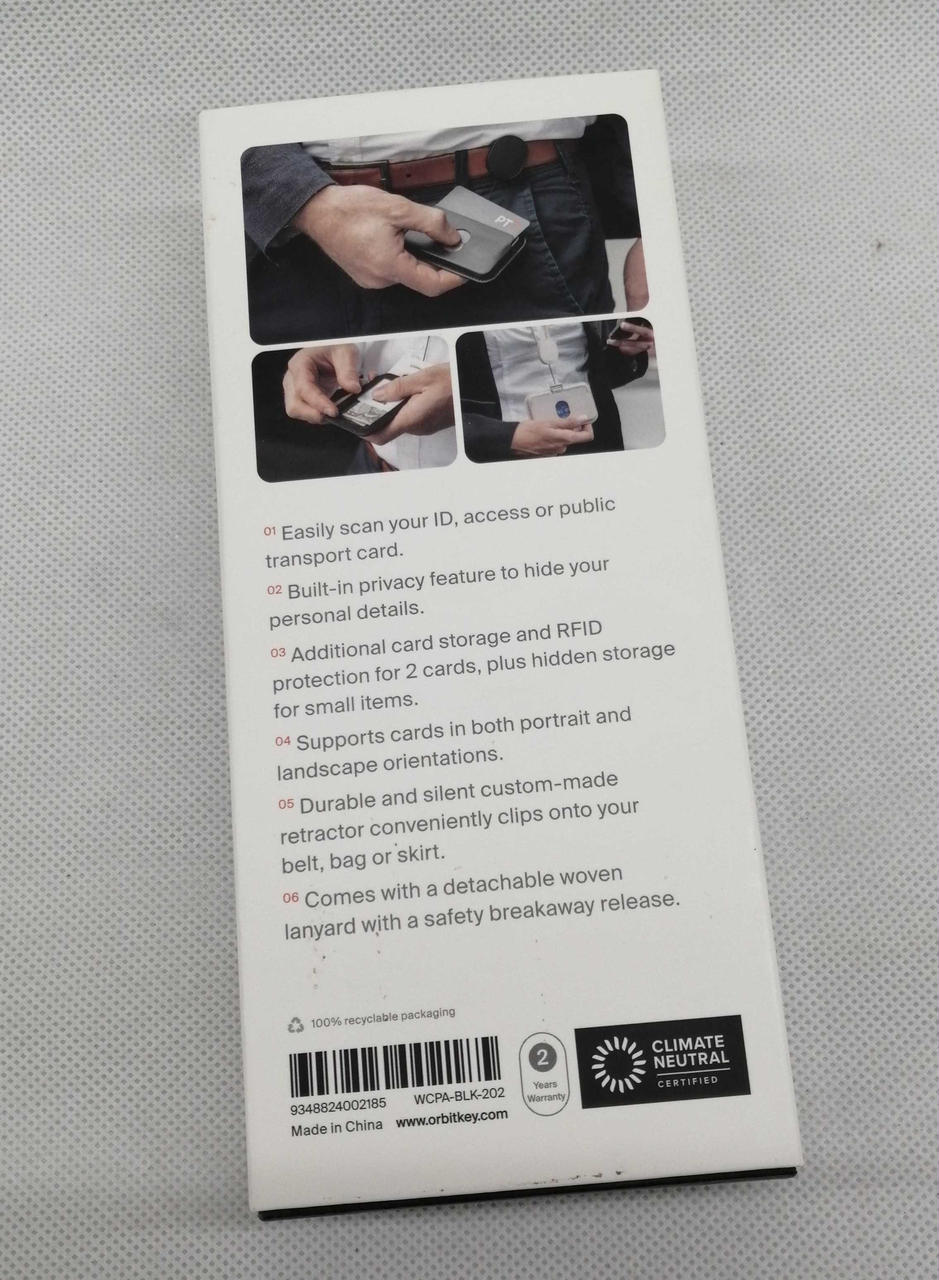 PT
01 Easily scan your ID, access or public
transport card.
02 Built-in privacy feature to hide your
personal details.
03 Additional card storage and RFID
protection for 2 cards, plus hidden storage
for small items.
04 Supports cards in both portrait and
landscape orientations.
05 Durable and silent custom-made
retractor conveniently clips onto your
belt, bag or skirt.
06 Comes with a detachable woven
lanyard with a safety breakaway release.
100% recyclable packaging
9348824002185 WCPA-BLK-202
Made in China www.orbitkey.com
2
Years
Warranty
CLIMATE
NEUTRAL
CERTIFIED